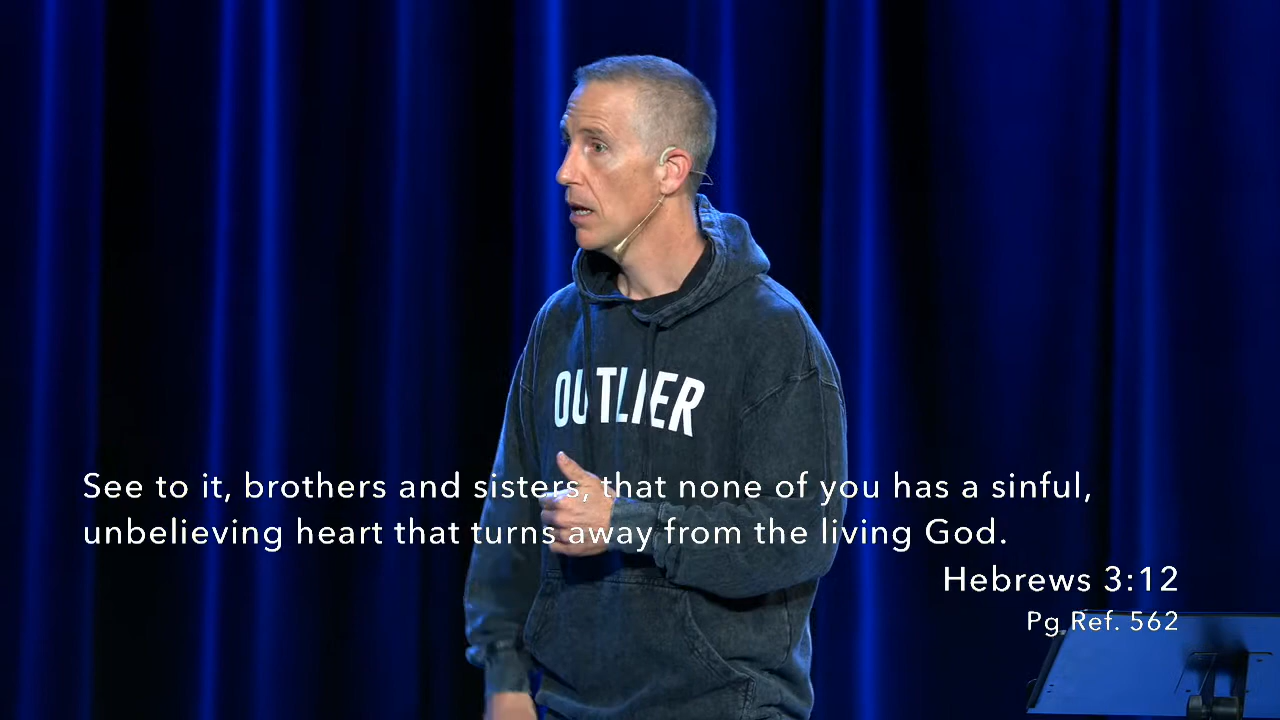 OUTLIER
See to it, brothers and sisters, that none of you has a sinful,
unbelieving heart that turns away from the living God.
Hebrews 3:12
Pg Ref. 562